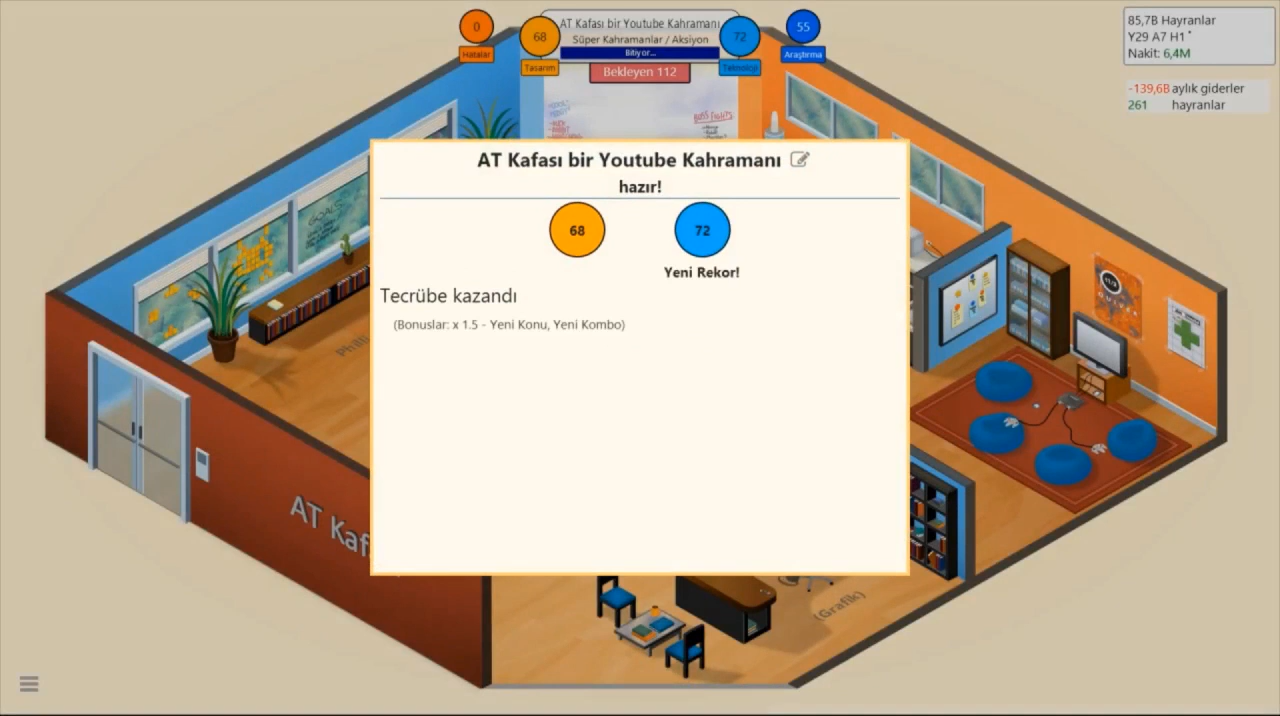 0
Hatalar
68
Tasarım
AT Kafası bir Youtube Kahramanı
Süper Kahramanlar / Aksiyon
Bitiyor...
Bekleyen 112
72
Teknoloji
55
Araştırma
85,7B Hayranlar
Y29 A7 H1
Nakit: 6,4M
-139,6B aylık giderler
261 hayranlar
BOSS FIGHTS
GOALS
AT Kafası bir Youtube Kahramanı
hazır!
68
72
Yeni Rekor!
Tecrübe kazandı
(Bonuslar: x 1.5 - Yeni Konu, Yeni Kombo)
AT Kaf
(Grafik)